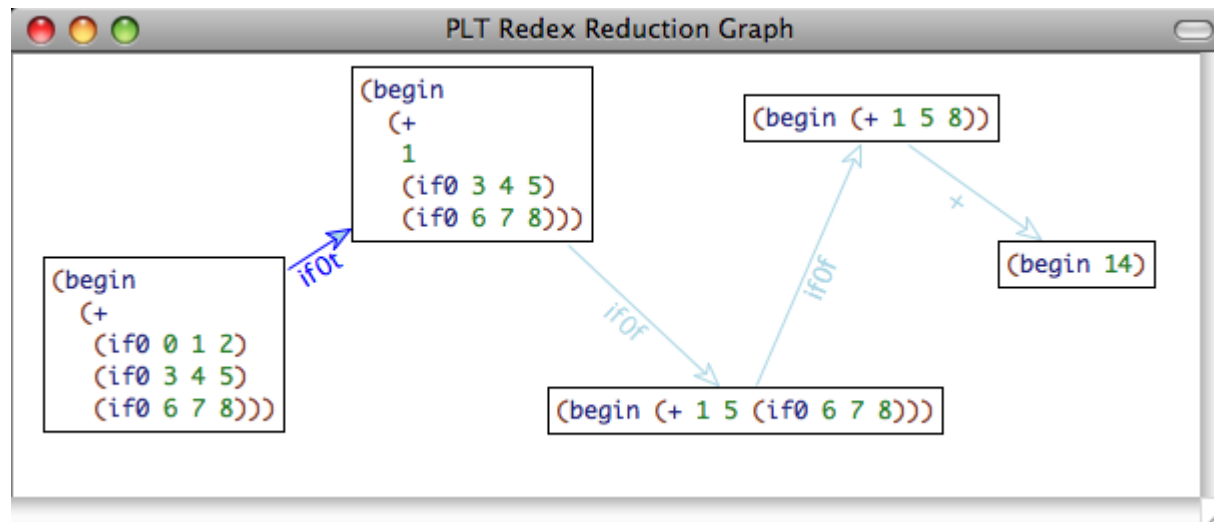 PLT Redex Reduction Graph
(begin
(+
(if0 0 1 2)
(if0 3 4 5)
(if0 6 7 8)))
if0t
(begin
(+
1
(if0 3 4 5)
(if0 6 7 8)))
if0f
(begin (+ 1 5 (if0 6 7 8)))
if0f
(begin (+ 1 5 8))
+
(begin 14)